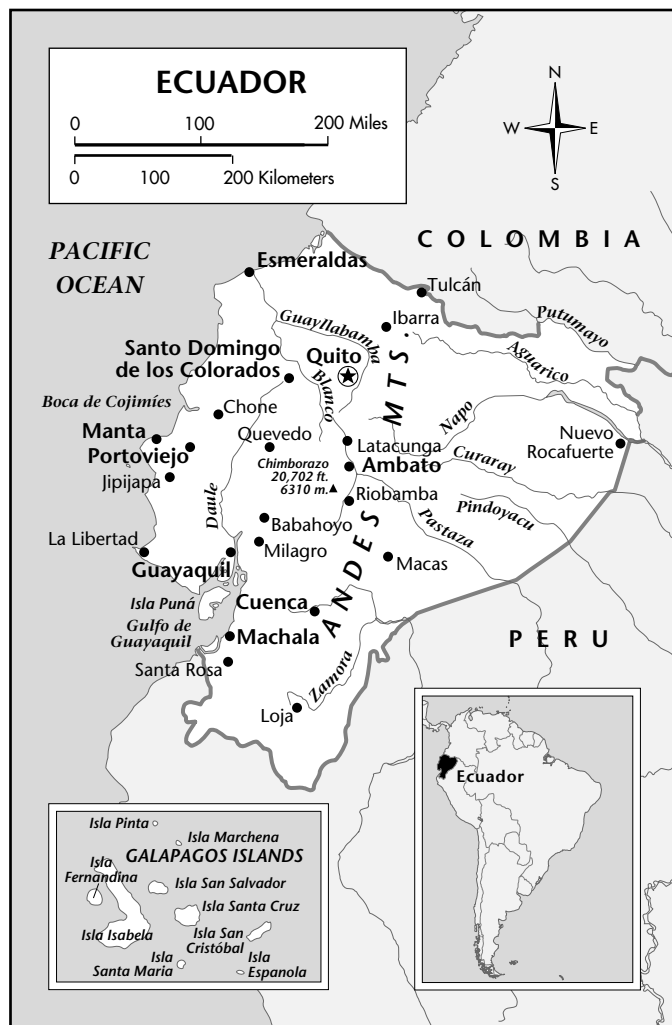 ECUADOR
0 100 200 Miles
0 100 200 Kilometers
N
W E
S
COLOMBIA
PACIFIC
OCEAN
Esmeraldas
Tulcán
Guayllabamba
Ibarra
Putumayo
Aguarico
Santo Domingo
de los Colorados
Quito
Blanco
Boca de Cojimíes
Chone
Napo
Manta
Portoviejo
Quevedo
Latacunga
Ambato
Curaray
Nuevo
Rocafuerte
Jipijapa
Chimborazo
20,702 ft.
6310 m.
Riobamba
Daule
Pastaza
Pindoyacu
Babahoyo
La Libertad
Milagro
Guayaquil
Macas
ANDES MTS.
Isla Puná
Cuenca
Gulfo de
Guayaquil
Machala
PERU
Santa Rosa
Zamora
Loja
Ecuador
Isla Pinta
Isla Marchena
GALAPAGOS ISLANDS
Isla
Fernandina
Isla San Salvador
Isla Santa Cruz
Isla Isabela
Isla San
Cristóbal
Isla
Santa Maria
Isla
Espanola